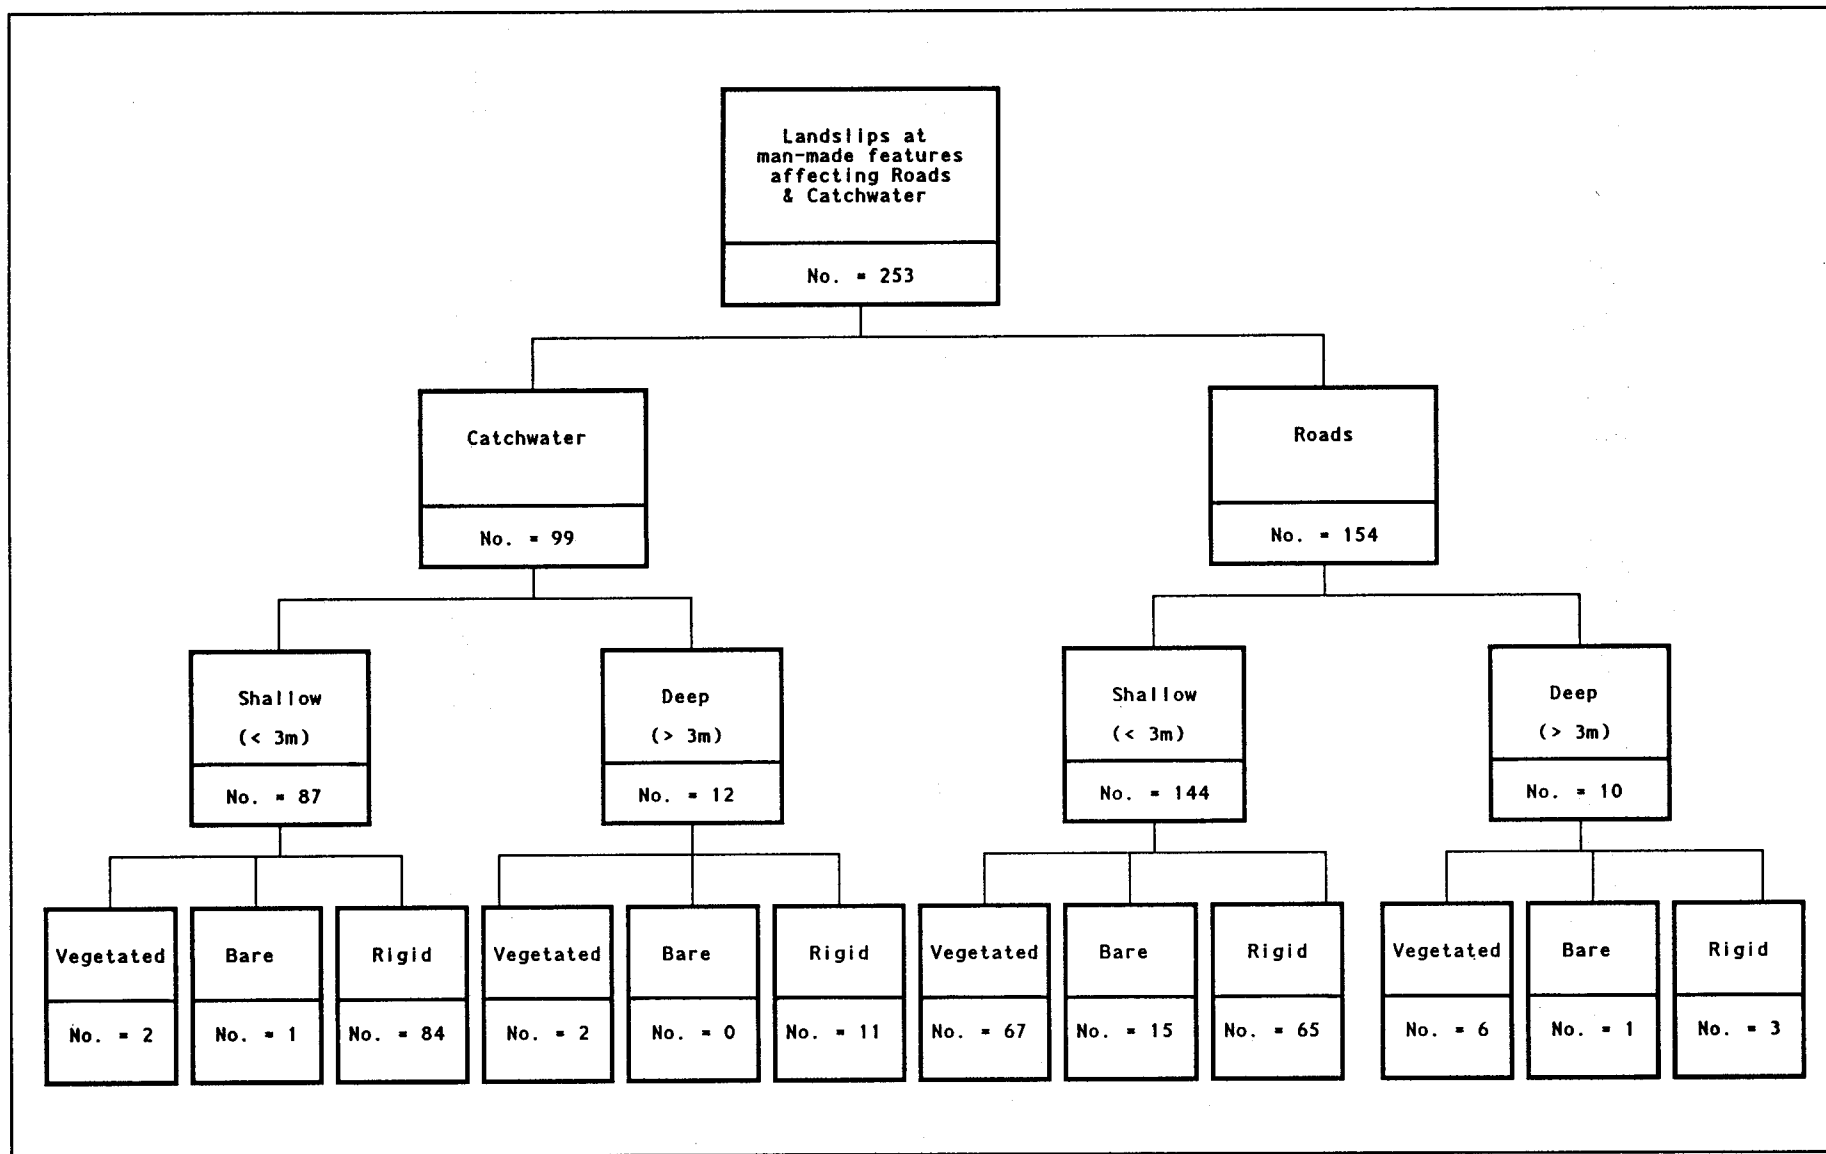 Landslips at
man-made features
affecting Roads
& Catchwater
No. = 253
Catchwater
No. = 99
Roads
No. = 154
Shallow
(< 3m)
No. = 87
Deep
(> 3m)
No. = 12
Shallow
(< 3m)
No. = 144
Deep
(> 3m)
No. = 10
Vegetated
No. = 2
Bare
No. = 1
Rigid
No. = 84
Vegetated
No. = 2
Bare
No. = 0
Rigid
No. = 11
Vegetated
No. = 67
Bare
No. = 15
Rigid
No. = 65
Vegetated
No. = 6
Bare
No. = 1
Rigid
No. = 3